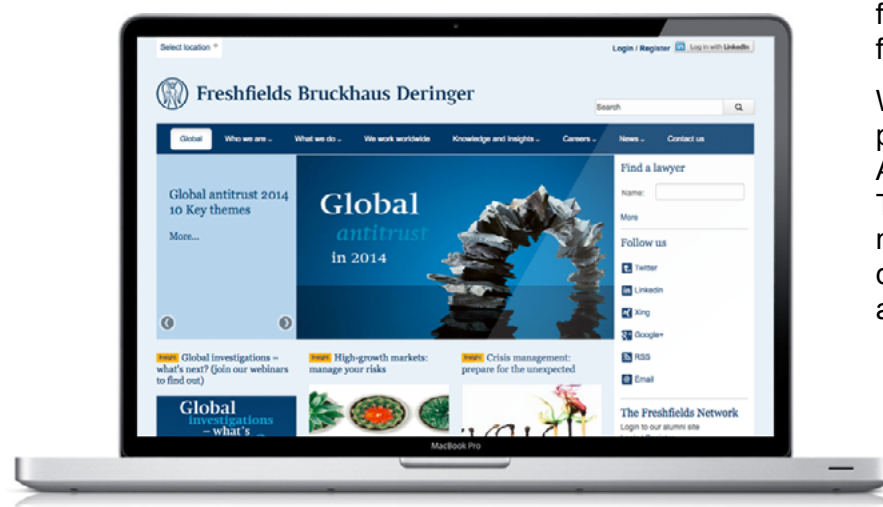 Select location
Login / Register
Log in with LinkedIn
Freshfields Bruckhaus Deringer
Search
Global
Who we are
What we do
We work worldwide
Knowledge and Insights
Careers
News
Contact us
Global antitrust 2014
10 Key themes
More...
Global
antitrust
in 2014
Find a lawyer
Name:
More
Follow us
Twitter
Linkedin
Xing
Google+
RSS
Email
Insight Global investigations –
what's next? (join our webinars
to find out)
Insight High-growth markets:
manage your risks
Insight Crisis management:
prepare for the unexpected
Global
investigations
– what's
The Freshfields Network
Login to our alumni site
MacBook Pro